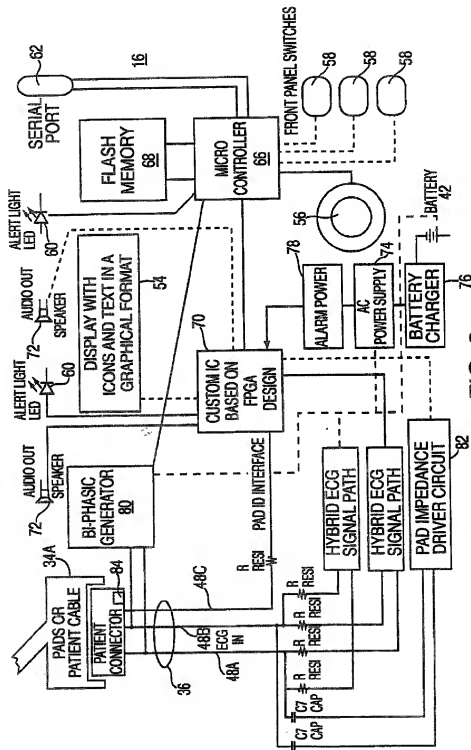 34A
PADS OR
PATIENT CABLE
PATIENT
CONNECTOR
84
36
48A
48B
48C
ECG
IN
72
AUDIO OUT
SPEAKER
BI-PHASIC
GENERATOR
80
ALERT LIGHT
LED
60
72
AUDIO OUT
SPEAKER
DISPLAY WITH
ICONS AND TEXT IN A
GRAPHICAL FORMAT
54
ALERT LIGHT
LED
60
SERIAL
PORT
62
16
FLASH
MEMORY
68
MICRO
CONTROLLER
66
FRONT PANEL SWITCHES
58
58
58
56
70
CUSTOM IC
BASED ON
FPGA
DESIGN
PAD ID INTERFACE
R
RESI
78
ALARM POWER
74
AC
POWER SUPPLY
BATTERY
42
BATTERY
CHARGER
76
R
RESI
R
RESI
R
RESI
R
RESI
C7
CAP
C7
CAP
HYBRID ECG
SIGNAL PATH
HYBRID ECG
SIGNAL PATH
PAD IMPEDANCE
DRIVER CIRCUIT
82